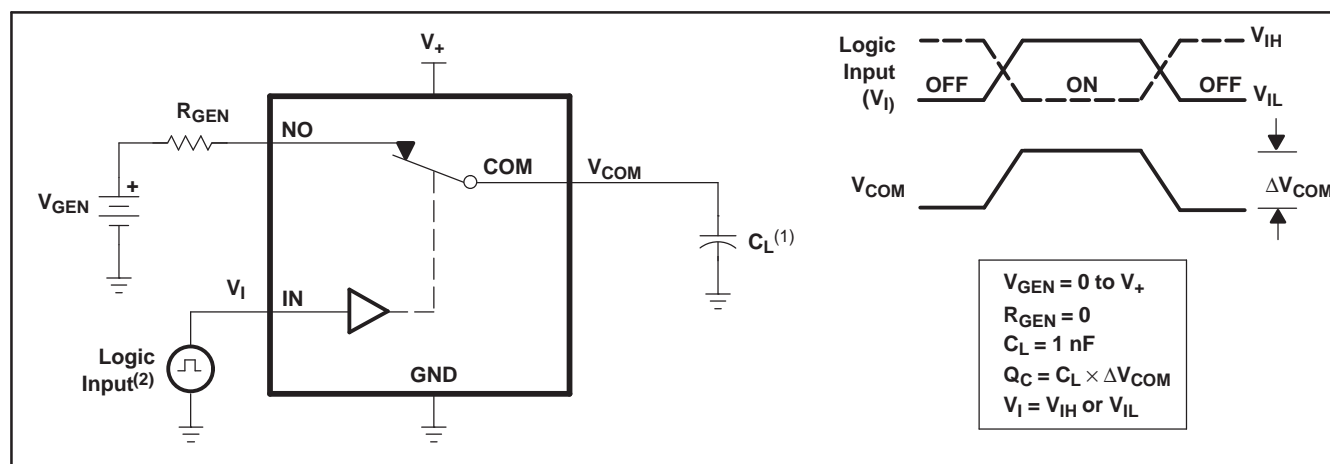 V+
RGEN
NO
COM
VCOM
VGEN
+
CL(1)
VI
IN
Logic
Input(2)
GND
Logic
Input
(VI)
OFF
ON
OFF
VIH
VIL
VCOM
ΔVCOM
VGEN = 0 to V+
RGEN = 0
CL = 1 nF
QC = CL × ΔVCOM
VI = VIH or VIL